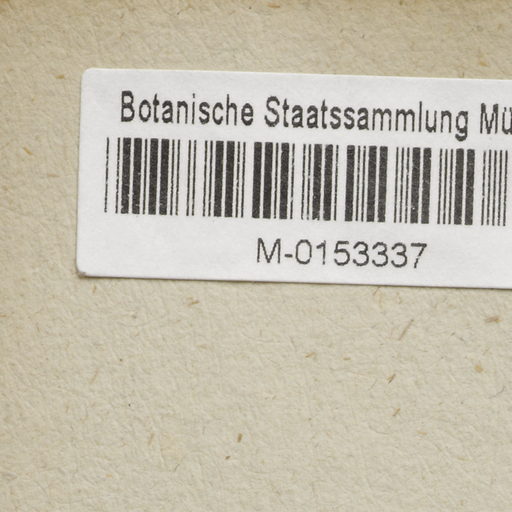 Botanische Staatssammlung Mü
M-0153337